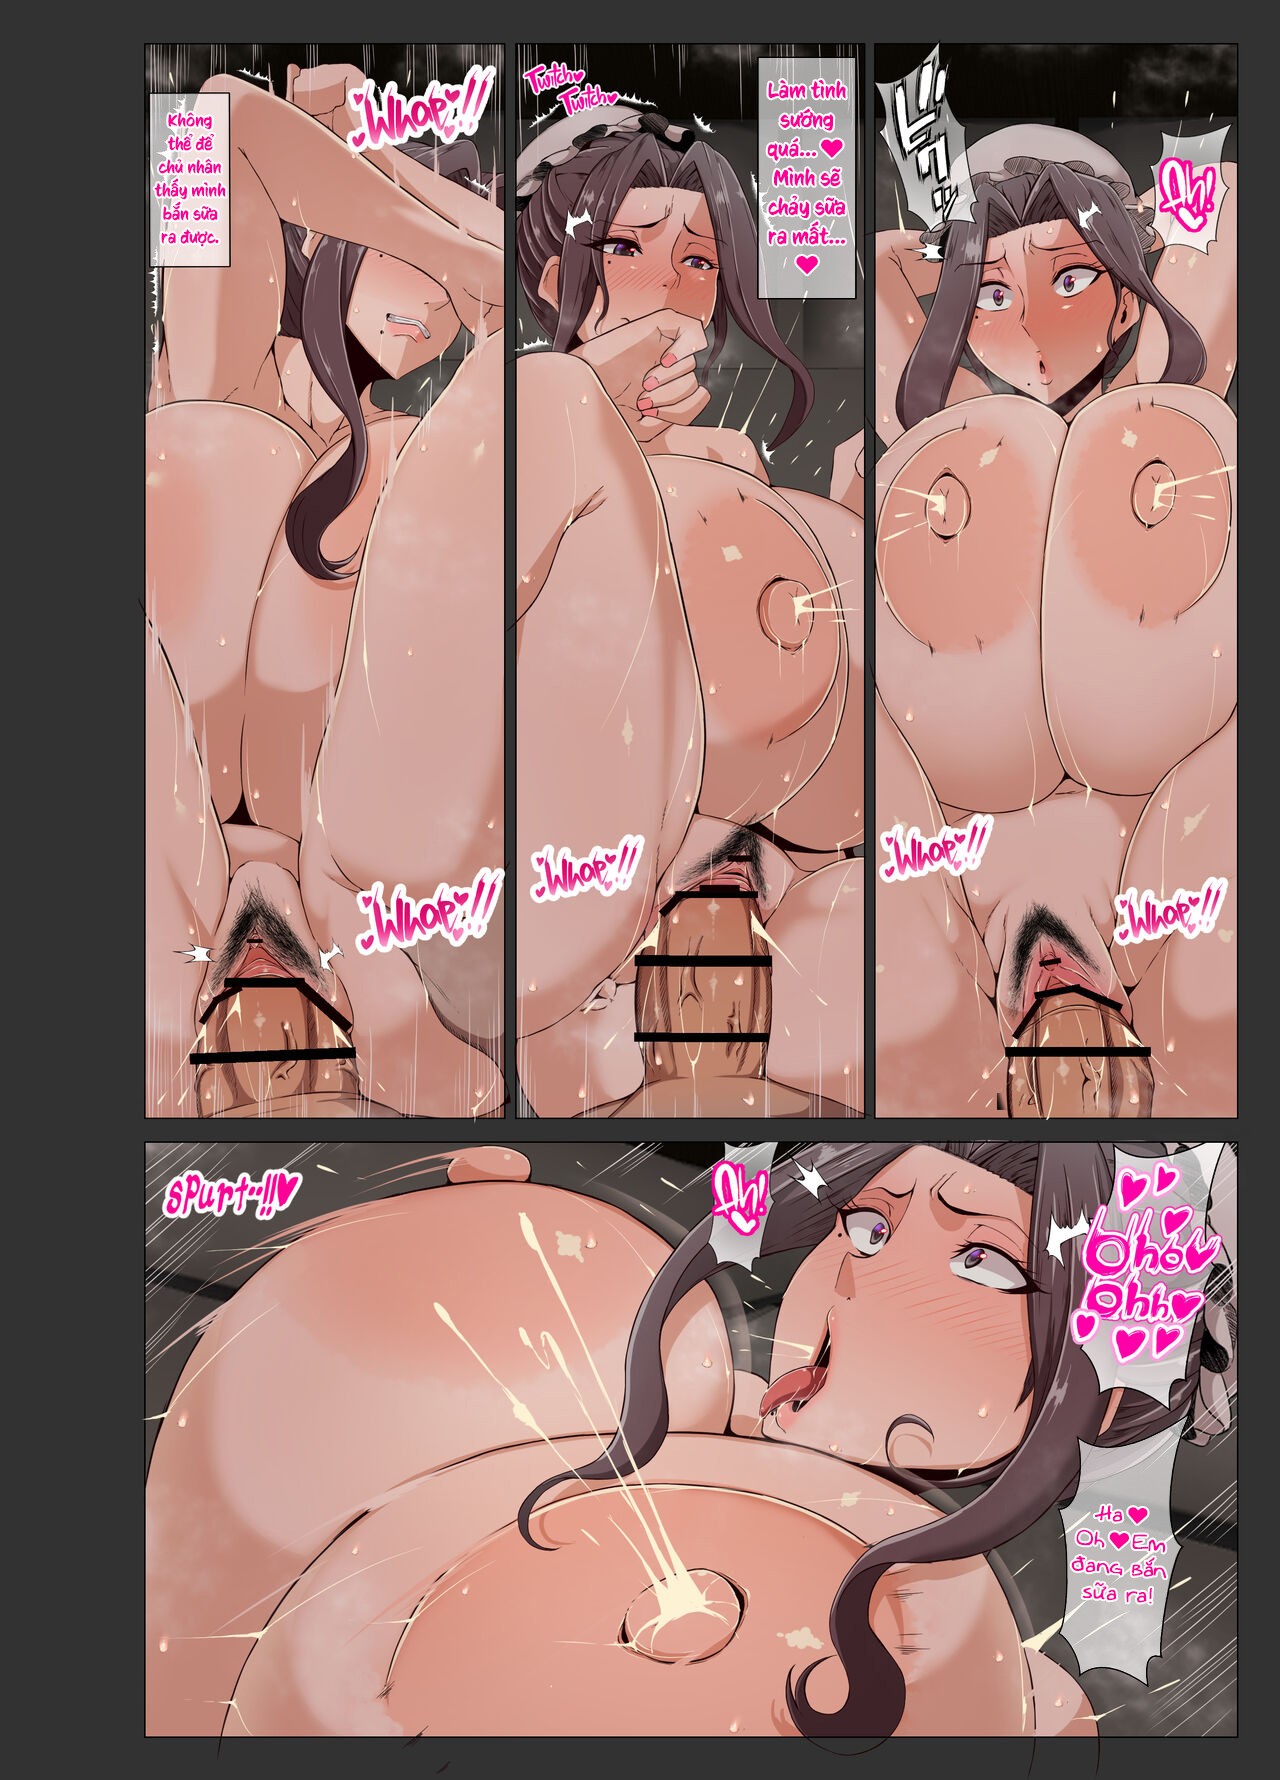 Whap!!
Không
thể để
chủ nhân
thấy mình
bắn sữa
ra được.
Whap!!
Twitch
Twitch
Làm tình
sướng
quá...♥
Mình sẽ
chảy sữa
ra mất...
♥
Whap!!
Ah!
Whap!!
Whap!!
spurt..!!♥
Ah!
Ohh♥
Ha♥
Oh♥Em
đang bắn
sữa ra!